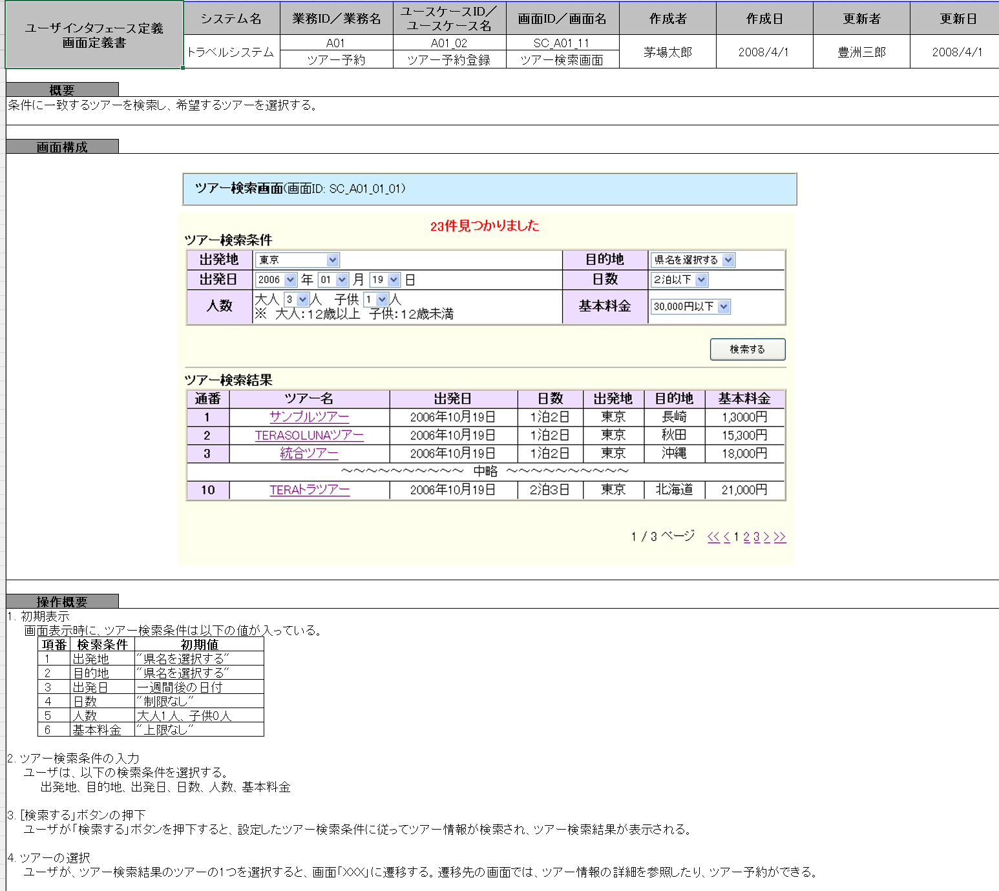 ユーザインタフェース定義
画面定義書
システム名
業務ID／業務名
ユースケースID／
ユースケース名
画面ID／画面名
作成者
作成日
更新者
更新日
トラベルシステム
A01
ツアー予約
A01_02
ツアー予約登録
SC_A01_11
ツアー検索画面
茅場太郎
2008/4/1
豊洲三郎
2008/4/1
概要
条件に一致するツアーを検索し、希望するツアーを選択する。
画面構成
ツアー検索画面(画面ID: SC_A01_01_01)
23件見つかりました
ツアー検索条件
出発地 東京 目的地 県名を選択する
出発日 2006 年 01 月 19 日 日数 2泊以下
人数 大人 3 人 子供 1 人
※ 大人：１２歳以上 子供：１２歳未満
基本料金 30,000円以下
検索する
ツアー検索結果
通番 ツアー名 出発日 日数 出発地 目的地 基本料金
1 サンプルツアー 2006年10月19日 1泊2日 東京 長崎 1,3000円
2 TERASOLUNAツアー 2006年10月19日 1泊2日 東京 秋田 15,300円
3 統合ツアー 2006年10月19日 1泊2日 東京 沖縄 18,000円
～～～～～～～～～～ 中略 ～～～～～～～～～～
10 TERAトラツアー 2006年10月19日 2泊3日 東京 北海道 21,000円
1 / 3 ページ << < 1 2 3 > >>
操作概要
1. 初期表示
画面表示時に、ツアー検索条件は以下の値が入っている。
項番 検索条件 初期値
1 出発地 "県名を選択する"
2 目的地 "県名を選択する"
3 出発日 一週間後の日付
4 日数 "制限なし"
5 人数 大人1人、子供0人
6 基本料金 "上限なし"
2. ツアー検索条件の入力
ユーザは、以下の検索条件を選択する。
出発地、目的地、出発日、日数、人数、基本料金
3. [検索する」ボタンの押下
ユーザが「検索する」ボタンを押下すると、設定したツアー検索条件に従ってツアー情報が検索され、ツアー検索結果が表示される。
4. ツアーの選択
ユーザが、ツアー検索結果のツアーの1つを選択すると、画面「XXX」に遷移する。遷移先の画面では、ツアー情報の詳細を参照したり、ツアー予約ができる。